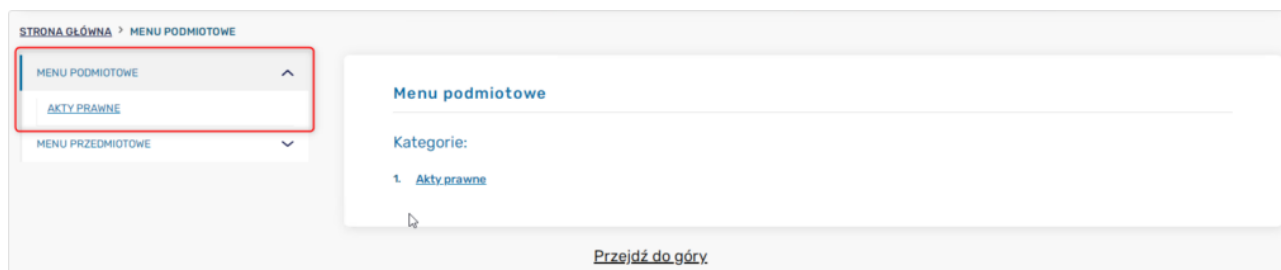 STRONA GŁÓWNA > MENU PODMIOTOWE
MENU PODMIOTOWE
AKTY PRAWNE
MENU PRZEDMIOTOWE
Menu podmiotowe
Kategorie:
1. Akty prawne
Przejdź do góry